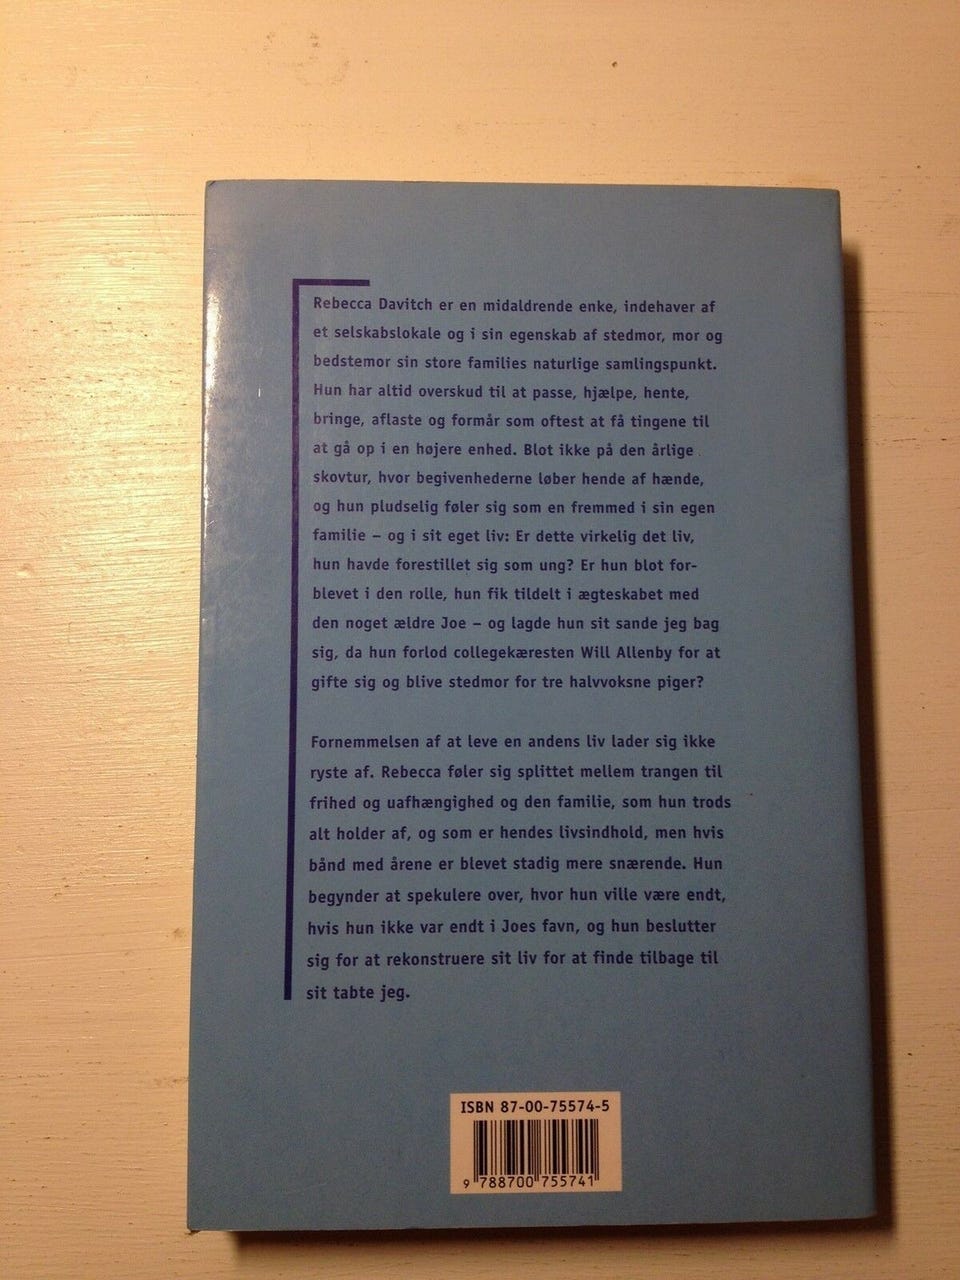 Rebecca Davitch er en midaldrende enke, indehaver af
et selskabslokale og i sin egenskab af stedmor, mor og
bedstemor sin store families naturlige samlingspunkt.
Hun har altid overskud til at passe, hjælpe, hente,
bringe, aflaste og formår som oftest at få tingene til
at gå op i en højere enhed. Blot ikke på den årlige
skovtur, hvor begivenhederne løber hende af hænde,
og hun pludselig føler sig som en fremmed i sin egen
familie – og i sit eget liv: Er dette virkelig det liv,
hun havde forestillet sig som ung? Er hun blot for-
blevet i den rolle, hun fik tildelt i ægteskabet med
den noget ældre Joe – og lagde hun sit sande jeg bag
sig, da hun forlod collegekæresten Will Allenby for at
gifte sig og blive stedmor for tre halvvoksne piger?
Fornemmelsen af at leve en andens liv lader sig ikke
ryste af. Rebecca føler sig splittet mellem trangen til
frihed og uafhængighed og den familie, som hun trods
alt holder af, og som er hendes livsindhold, men hvis
bånd med årene er blevet stadig mere snærende. Hun
begynder at spekulere over, hvor hun ville være endt,
hvis hun ikke var endt i Joes favn, og hun beslutter
sig for at rekonstruere sit liv for at finde tilbage til
sit tabte jeg.
ISBN 87-00-75574-5
9 788700 755741